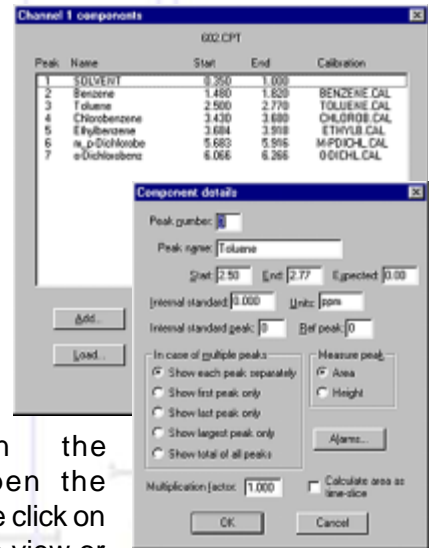 Channel 1 components
602.CPT
Peak Name Start End Calibration
1 SOLVENT 0.350 1.000
2 Benzene 1.480 1.820 BENZENE.CAL
3 Toluene 2.500 2.770 TOLUENE.CAL
4 Chlorobenzene 3.430 3.680 CHLOROB.CAL
5 Ethylbenzene 3.684 3.918 ETHYLB.CAL
6 m_p-Dichlorobe 5.683 5.916 M-PDICHL.CAL
7 o-Dichlorobenz 6.066 6.266 O-DICHL.CAL
Add...
Load...
Component details
Peak number:
Peak name: Toluene
Start: 2.50 End: 2.77 Expected: 0.00
Internal standard: 0.000 Units: ppm
Internal standard peak: 0 Ref peak: 0
In case of multiple peaks
Show each peak separately
Show first peak only
Show last peak only
Show largest peak only
Show total of all peaks
Measure peak
Area
Height
Alarms...
Multiplication factor: 1.000
Calculate area as
time-slice
OK Cancel
the
the
click on
view or